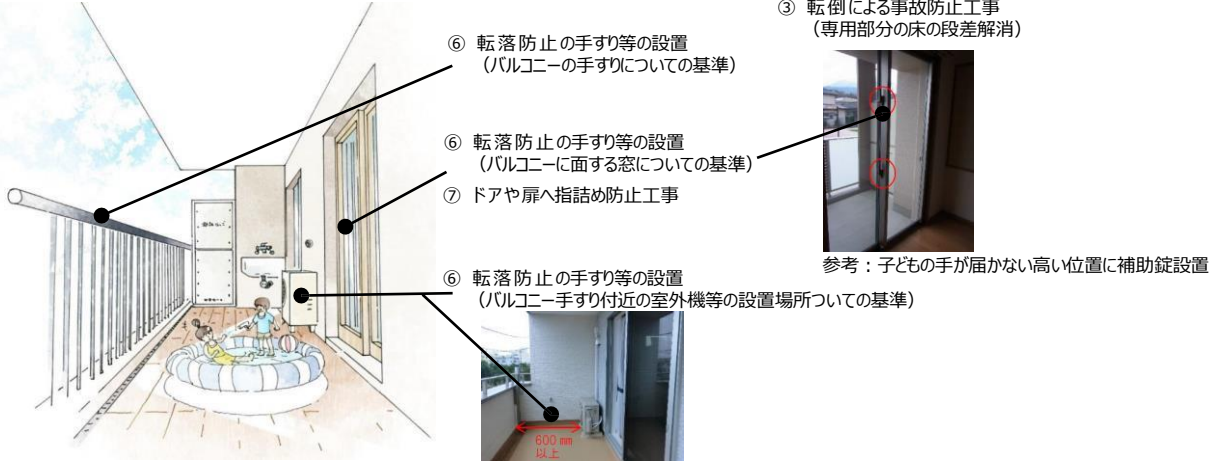 ③ 転倒による事故防止工事
（専用部分の床の段差解消）
⑥ 転落防止の手すり等の設置
（バルコニーの手すりについての基準）
⑥ 転落防止の手すり等の設置
（バルコニーに面する窓についての基準）
⑦ ドアや扉へ指詰め防止工事
参考：子どもの手が届かない高い位置に補助錠設置
⑥ 転落防止の手すり等の設置
（バルコニー手すり付近の室外機等の設置場所ついての基準）
600 mm
以上